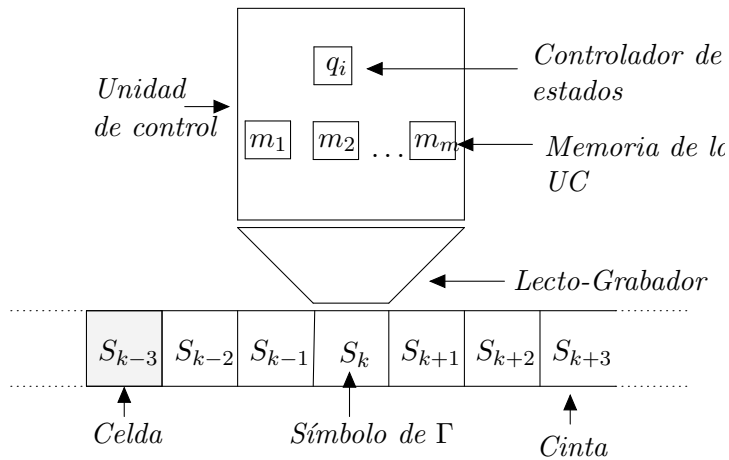 q_i
Controlador de
estados
Unidad
de control
m_1 m_2 ... m_m
Memoria de la
UC
Lecto-Grabador
S_{k-3} S_{k-2} S_{k-1} S_k S_{k+1} S_{k+2} S_{k+3}
Celda
Símbolo de Γ
Cinta